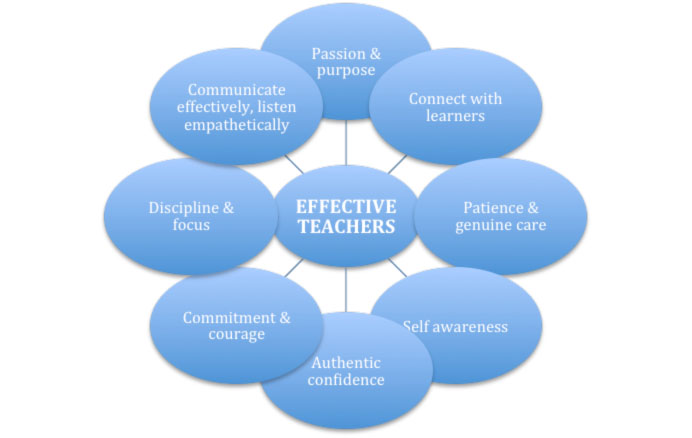 Passion &
purpose
Connect with
learners
Patience &
genuine care
Self awareness
Authentic
confidence
Commitment &
courage
Discipline &
focus
Communicate
effectively, listen
empathetically
EFFECTIVE
TEACHERS